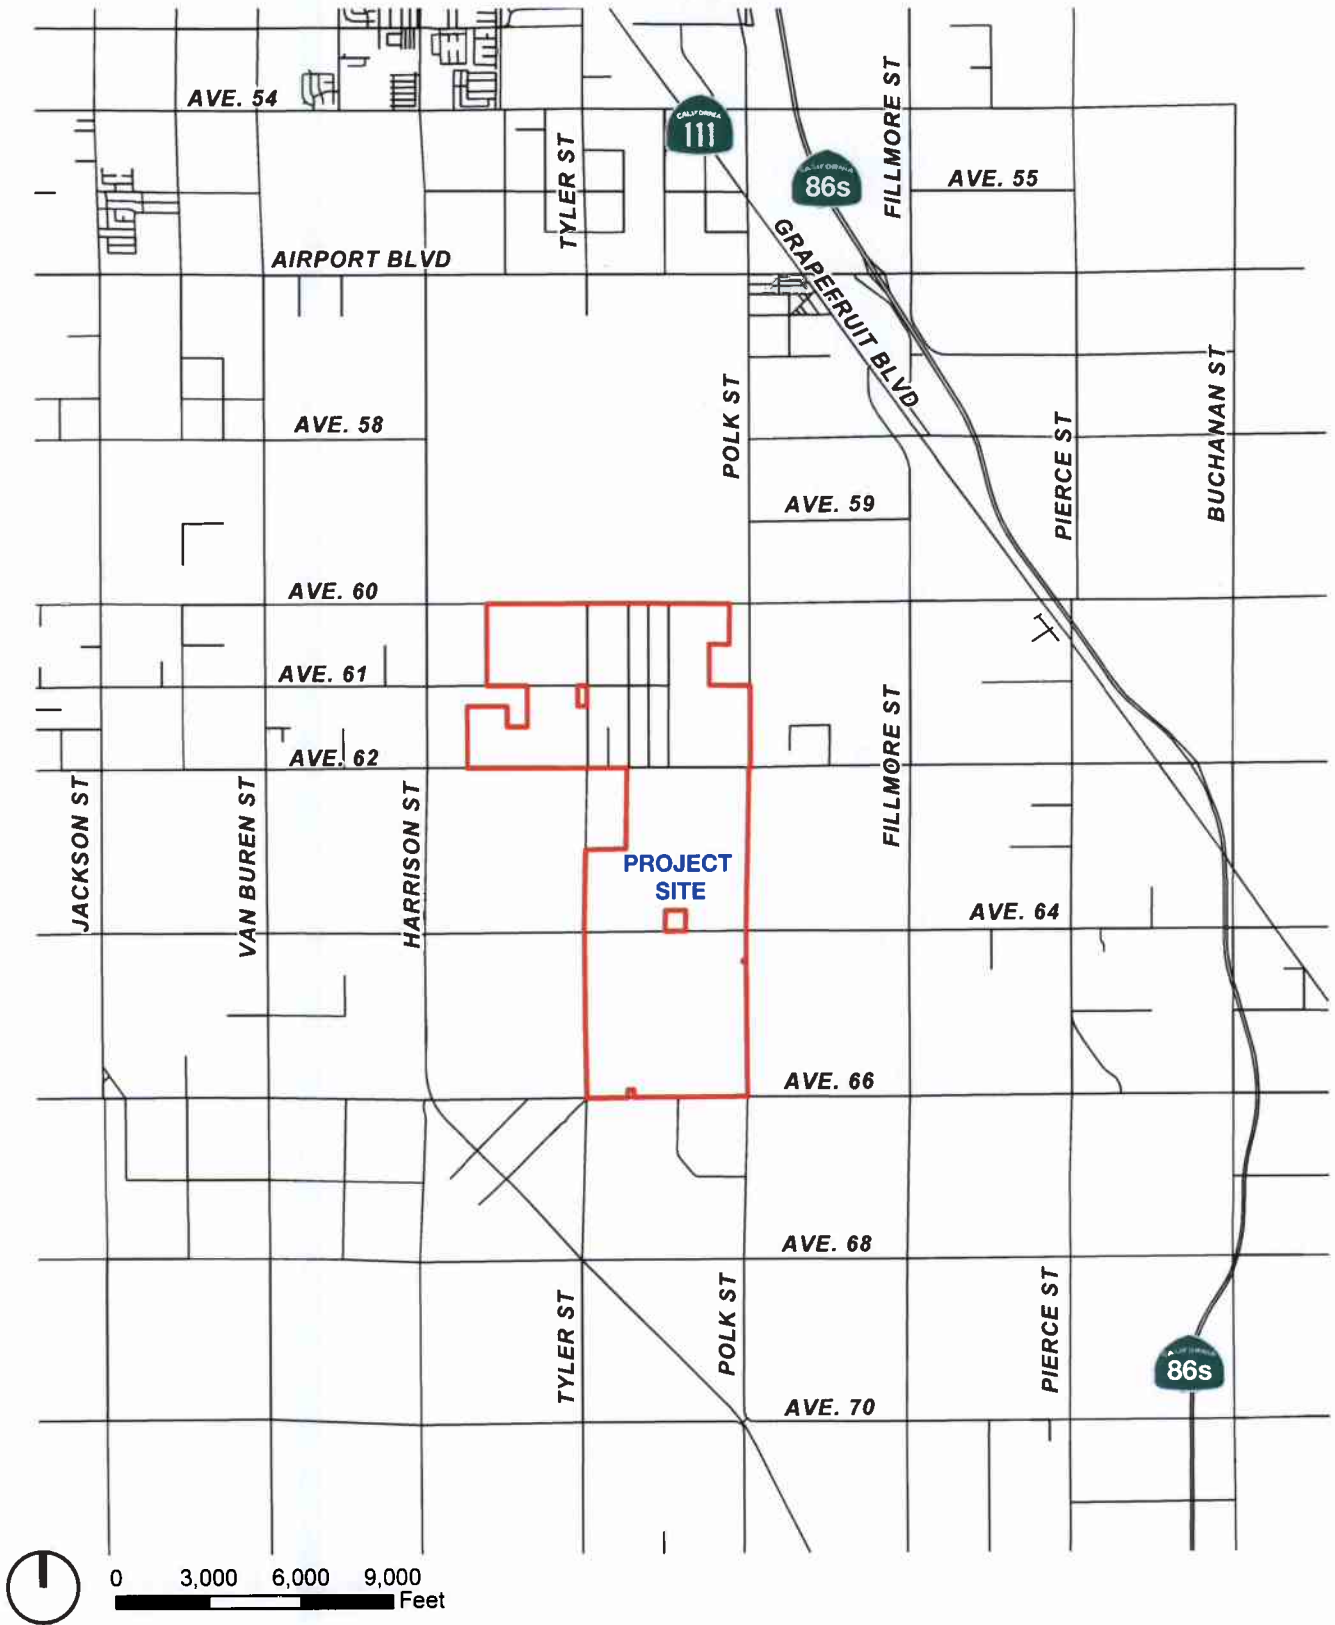 AVE. 54
CALIFORNIA
111
TYLER ST
FILLMORE ST
CALIFORNIA
86s
AVE. 55
AIRPORT BLVD
GRAPEFRUIT BLVD
POLK ST
BUCHANAN ST
AVE. 58
PIERCE ST
AVE. 59
AVE. 60
AVE. 61
AVE. 62
FILLMORE ST
JACKSON ST
VAN BUREN ST
HARRISON ST
PROJECT
SITE
AVE. 64
AVE. 66
AVE. 68
TYLER ST
POLK ST
PIERCE ST
CALIFORNIA
86s
AVE. 70
0 3,000 6,000 9,000
Feet